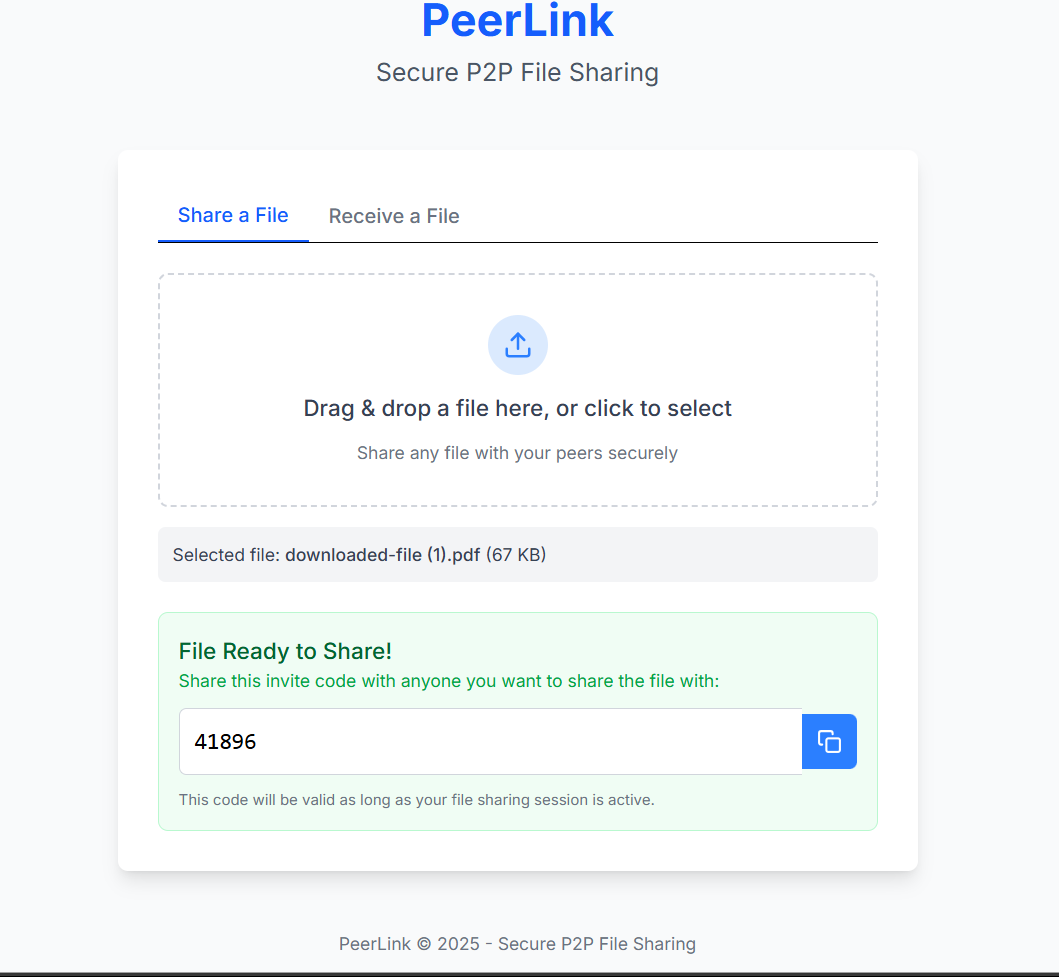 PeerLink
Secure P2P File Sharing
Share a File
Receive a File
Drag & drop a file here, or click to select
Share any file with your peers securely
Selected file: downloaded-file (1).pdf (67 KB)
File Ready to Share!
Share this invite code with anyone you want to share the file with:
41896
This code will be valid as long as your file sharing session is active.
PeerLink © 2025 - Secure P2P File Sharing